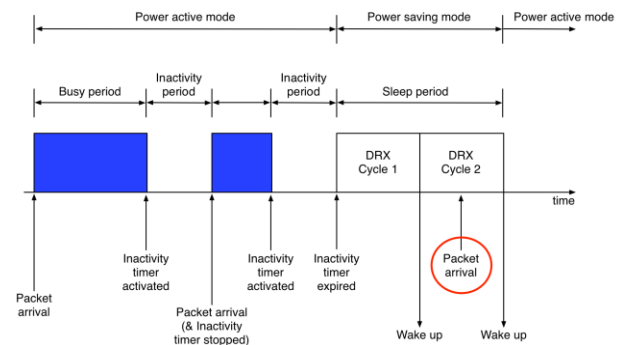 Power active mode
Power saving mode
Power active mode
Busy period
Inactivity
period
Inactivity
period
Sleep period
DRX
Cycle 1
DRX
Cycle 2
time
Packet
arrival
Inactivity
timer
activated
Packet arrival
(& Inactivity
timer stopped)
Inactivity
timer
activated
Inactivity
timer
expired
Packet
arrival
Wake up
Wake up